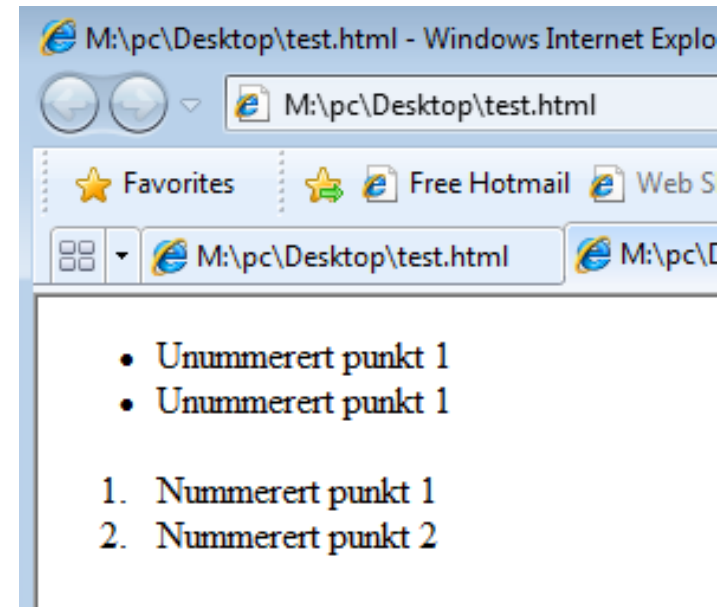 M:\pc\Desktop\test.html - Windows Internet Explo
M:\pc\Desktop\test.html
Favorites Free Hotmail Web S
M:\pc\Desktop\test.html M:\pc\D
• Unummerert punkt 1
• Unummerert punkt 1
1. Nummerert punkt 1
2. Nummerert punkt 2